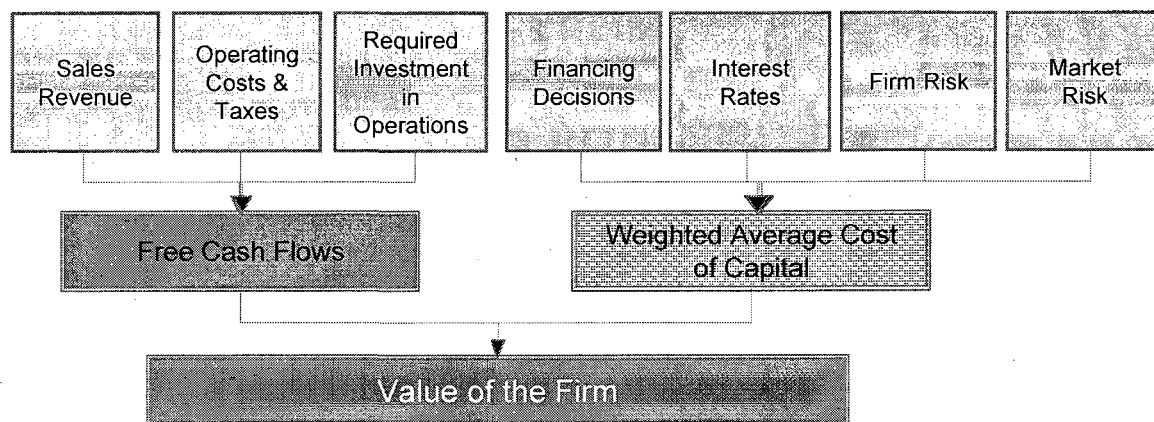 Sales
Revenue
Operating
Costs &
Taxes
Required
Investment
in
Operations
Financing
Decisions
Interest
Rates
Firm Risk
Market
Risk
Free Cash Flows
Weighted Average Cost
of Capital
Value of the Firm